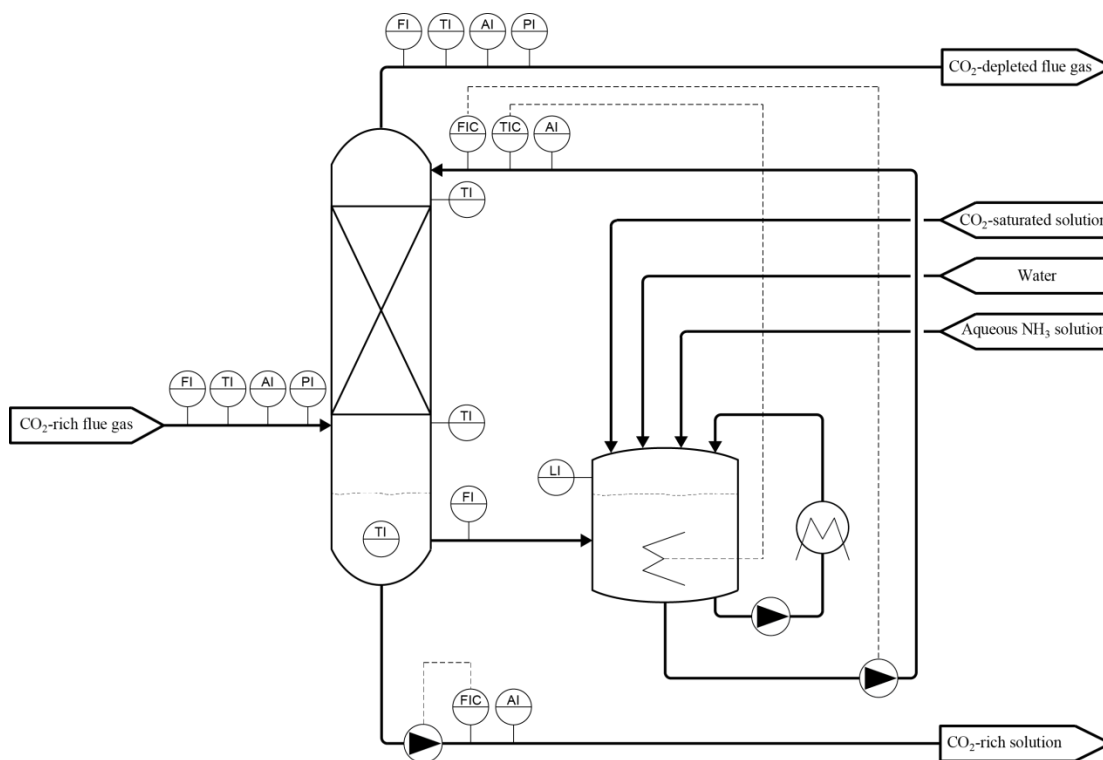 FI TI AI PI
CO₂-depleted flue gas
FIC TIC AI
TI
CO₂-saturated solution
Water
Aqueous NH₃ solution
FI TI AI PI
CO₂-rich flue gas
TI
LI
FI
TI
FIC AI
CO₂-rich solution